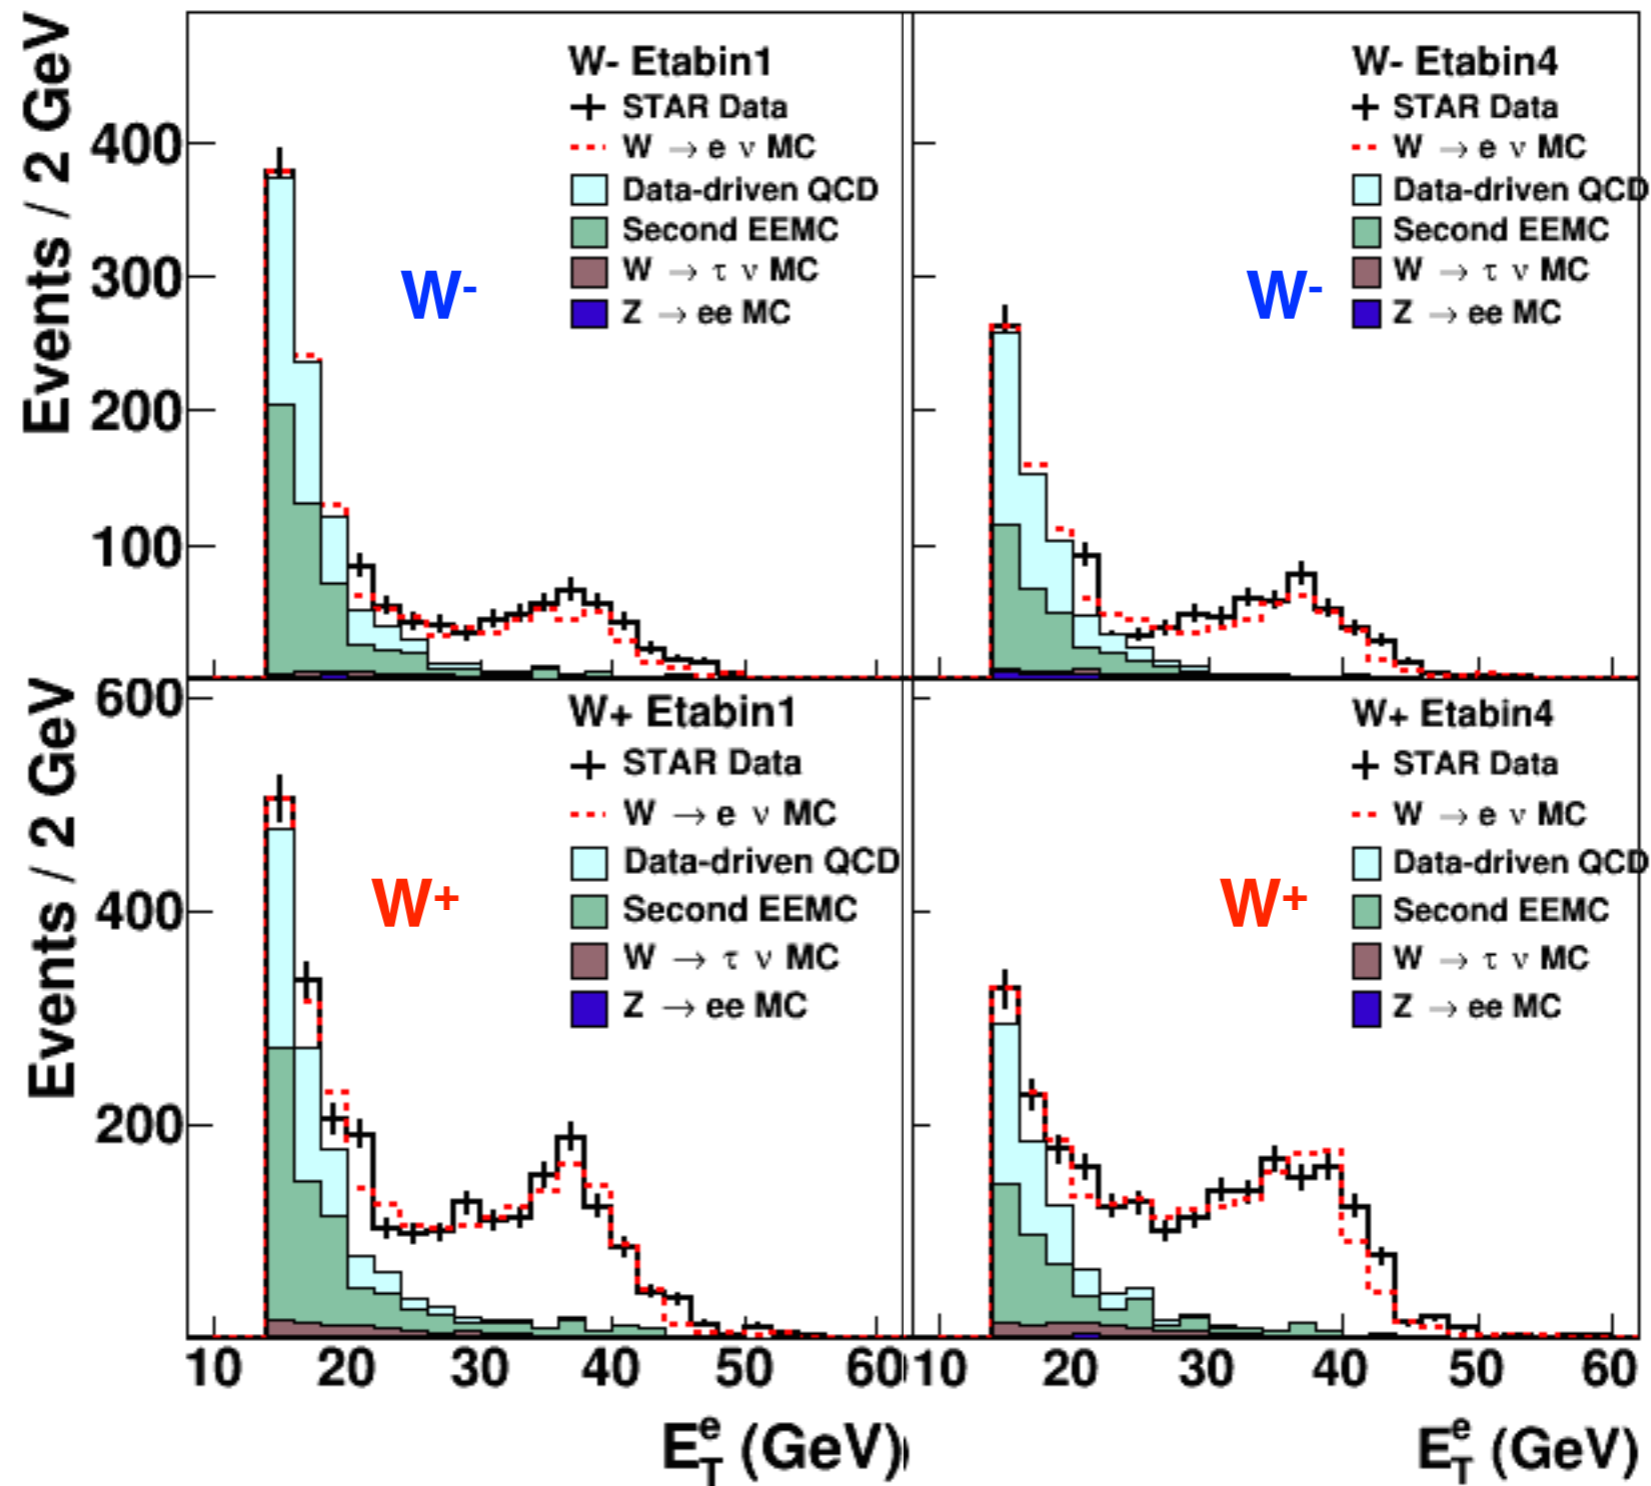 Events / 2 GeV
400
300
200
100
W- Etabin1
STAR Data
W → e ν MC
Data-driven QCD
Second EEMC
W → τ ν MC
Z → ee MC
W-
W- Etabin4
STAR Data
W → e ν MC
Data-driven QCD
Second EEMC
W → τ ν MC
Z → ee MC
W-
Events / 2 GeV
600
400
200
W+ Etabin1
STAR Data
W → e ν MC
Data-driven QCD
Second EEMC
W → τ ν MC
Z → ee MC
W+
W+ Etabin4
STAR Data
W → e ν MC
Data-driven QCD
Second EEMC
W → τ ν MC
Z → ee MC
W+
10 20 30 40 50 60 10 20 30 40 50 60
E_T^e (GeV) E_T^e (GeV)